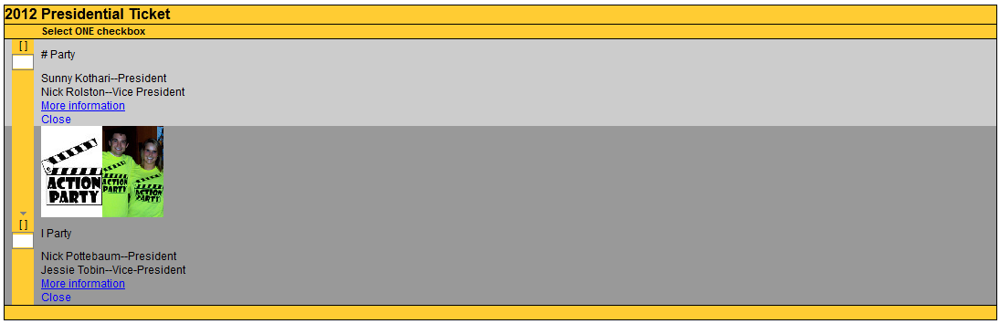 2012 Presidential Ticket
Select ONE checkbox
[ ]
# Party
Sunny Kothari--President
Nick Rolston--Vice President
More information
Close
ACTION
PARTY
ACTION
PARTY
ACTION
PARTY
[ ]
I Party
Nick Pottebaum--President
Jessie Tobin--Vice-President
More information
Close